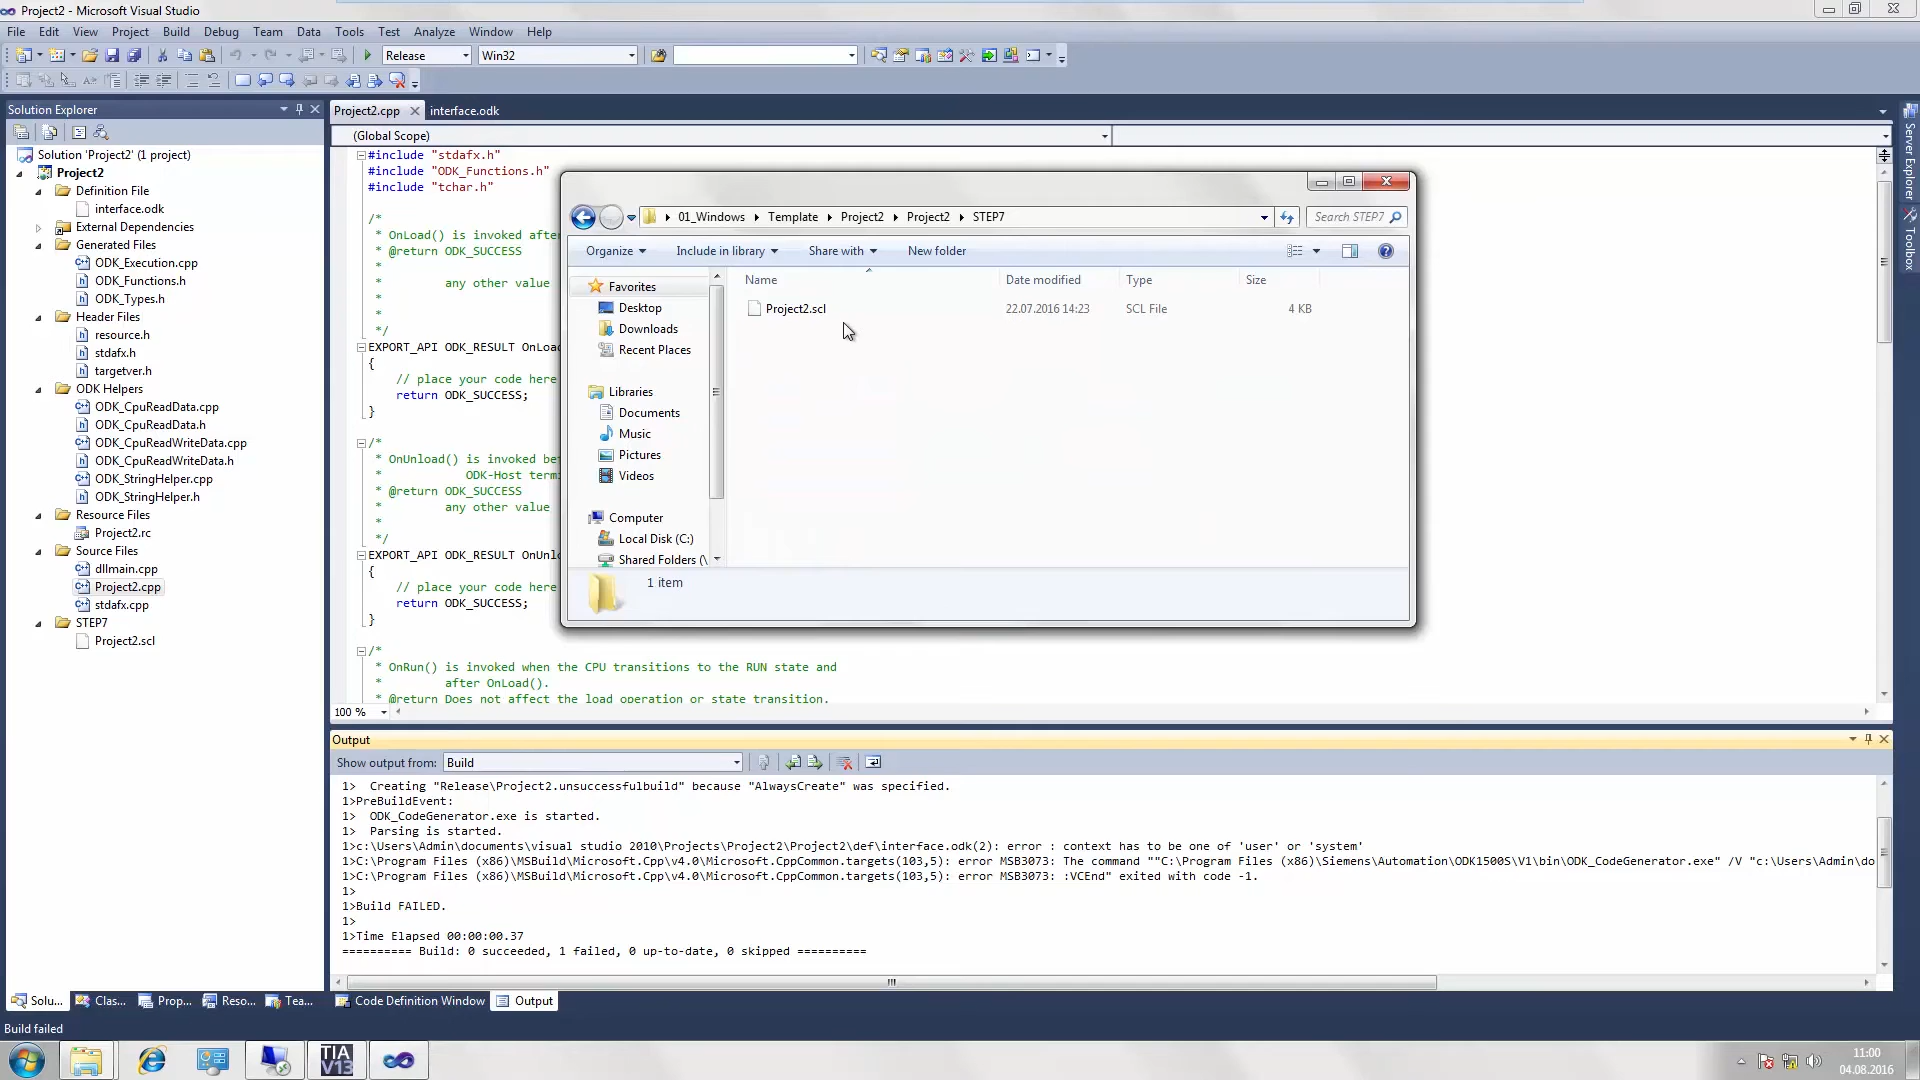 Project2 - Microsoft Visual Studio
File Edit View Project Build Debug Team Data Tools Test Analyze Window Help
Release Win32
Solution Explorer
Solution 'Project2' (1 project)
Project2
Definition File
interface.odk
External Dependencies
Generated Files
ODK_Execution.cpp
ODK_Functions.h
ODK_Types.h
Header Files
resource.h
stdafx.h
targetver.h
ODK Helpers
ODK_CpuReadData.cpp
ODK_CpuReadData.h
ODK_CpuReadWriteData.cpp
ODK_CpuReadWriteData.h
ODK_StringHelper.cpp
ODK_StringHelper.h
Resource Files
Project2.rc
Source Files
dllmain.cpp
Project2.cpp
stdafx.cpp
STEP7
Project2.scl
Solu... Clas... Prop... Reso... Tea...
Project2.cpp interface.odk
(Global Scope)
#include "stdafx.h"
#include "ODK_Functions.h"
#include "tchar.h"
/*
* OnLoad() is invoked after
* @return ODK_SUCCESS
*
* any other value
*
*
*/
EXPORT_API ODK_RESULT OnLoa
{
// place your code here
return ODK_SUCCESS;
}
/*
* OnUnload() is invoked be
* ODK-Host term
* @return ODK_SUCCESS
* any other value
*
*/
EXPORT_API ODK_RESULT OnUnl
{
// place your code here
return ODK_SUCCESS;
}
/*
* OnRun() is invoked when the CPU transitions to the RUN state and
* after OnLoad().
* @return Does not affect the load operation or state transition.
100 %
01_Windows Template Project2 Project2 STEP7
Search STEP7
Organize Include in library Share with New folder
Favorites
Desktop
Downloads
Recent Places
Libraries
Documents
Music
Pictures
Videos
Computer
Local Disk (C:)
Shared Folders (\
Name Date modified Type Size
Project2.scl 22.07.2016 14:23 SCL File 4 KB
1 item
Server Explorer
Toolbox
Output
Show output from: Build
1> Creating "Release\Project2.unsuccessfulbuild" because "AlwaysCreate" was specified.
1>PreBuildEvent:
1> ODK_CodeGenerator.exe is started.
1> Parsing is started.
1>c:\Users\Admin\documents\visual studio 2010\Projects\Project2\Project2\def\interface.odk(2): error : context has to be one of 'user' or 'system'
1>C:\Program Files (x86)\MSBuild\Microsoft.Cpp\v4.0\Microsoft.CppCommon.targets(103,5): error MSB3073: The command ""C:\Program Files (x86)\Siemens\Automation\ODK1500S\V1\bin\ODK_CodeGenerator.exe" /V "c:\Users\Admin\do
1>C:\Program Files (x86)\MSBuild\Microsoft.Cpp\v4.0\Microsoft.CppCommon.targets(103,5): error MSB3073: :VCEnd" exited with code -1.
1>
1>Build FAILED.
1>
1>Time Elapsed 00:00:00.37
========== Build: 0 succeeded, 1 failed, 0 up-to-date, 0 skipped ==========
Code Definition Window Output
Build failed
TIA V13
11:00
04.08.2016